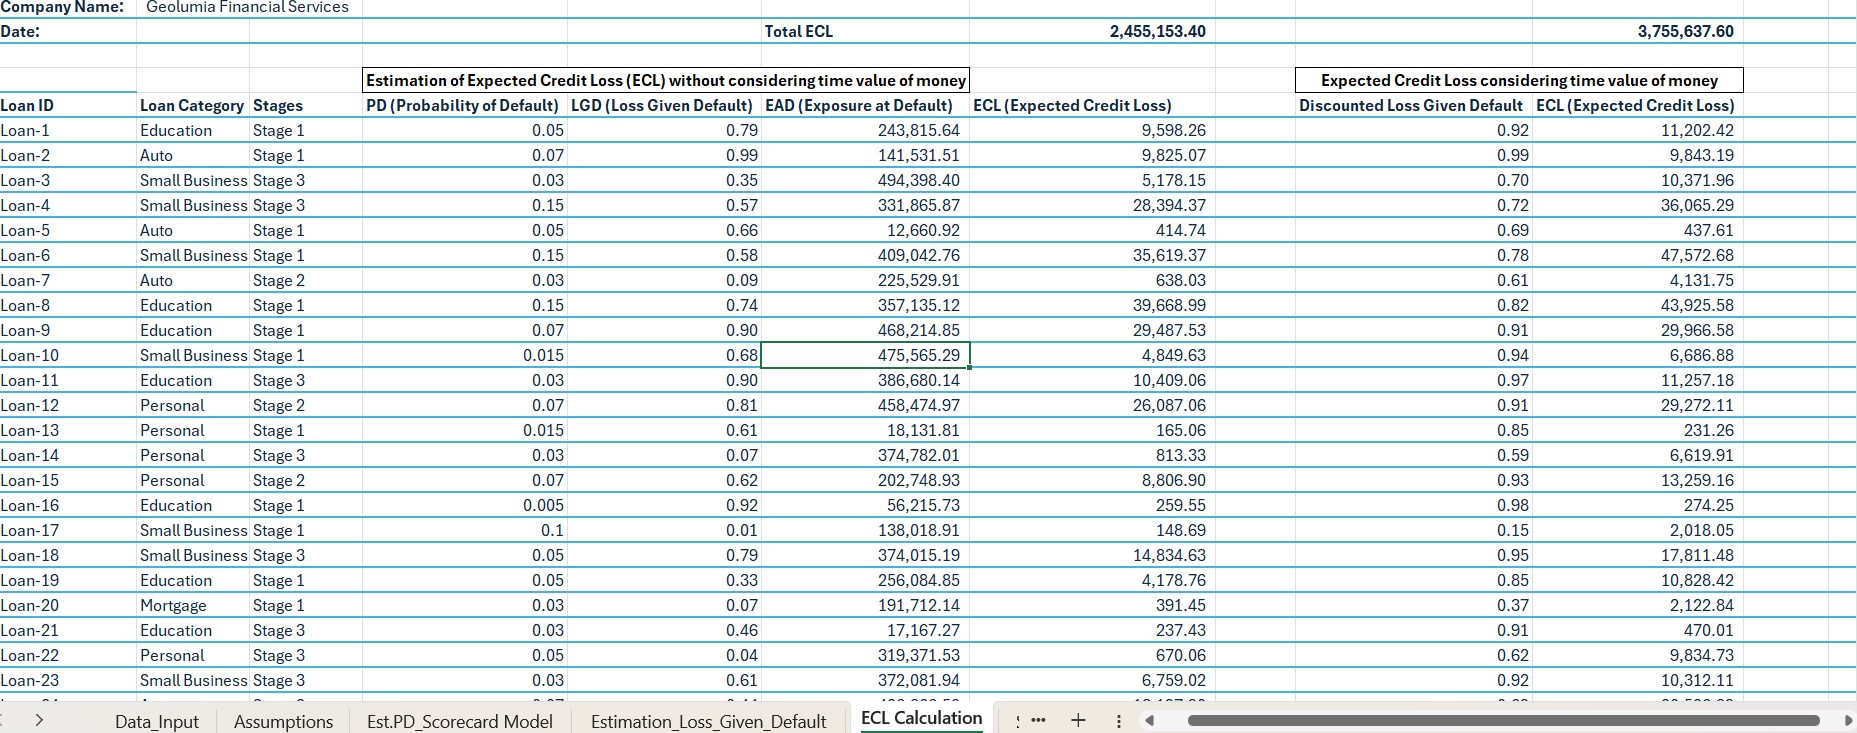 Company Name: Geolumia Financial Services
Date: Total ECL 2,455,153.40 3,755,637.60
Estimation of Expected Credit Loss (ECL) without considering time value of money Expected Credit Loss considering time value of money
Loan ID Loan Category Stages PD (Probability of Default) LGD (Loss Given Default) EAD (Exposure at Default) ECL (Expected Credit Loss) Discounted Loss Given Default ECL (Expected Credit Loss)
Loan-1 Education Stage 1 0.05 0.79 243,815.64 9,598.26 0.92 11,202.42
Loan-2 Auto Stage 1 0.07 0.99 141,531.51 9,825.07 0.99 9,843.19
Loan-3 Small Business Stage 3 0.03 0.35 494,398.40 5,178.15 0.70 10,371.96
Loan-4 Small Business Stage 3 0.15 0.57 331,865.87 28,394.37 0.72 36,065.29
Loan-5 Auto Stage 1 0.05 0.66 12,660.92 414.74 0.69 437.61
Loan-6 Small Business Stage 1 0.15 0.58 409,042.76 35,619.37 0.78 47,572.68
Loan-7 Auto Stage 2 0.03 0.09 225,529.91 638.03 0.61 4,131.75
Loan-8 Education Stage 1 0.15 0.74 357,135.12 39,668.99 0.82 43,925.58
Loan-9 Education Stage 1 0.07 0.90 468,214.85 29,487.53 0.91 29,966.58
Loan-10 Small Business Stage 1 0.015 0.68 475,565.29 4,849.63 0.94 6,686.88
Loan-11 Education Stage 3 0.03 0.90 386,680.14 10,409.06 0.97 11,257.18
Loan-12 Personal Stage 2 0.07 0.81 458,474.97 26,087.06 0.91 29,272.11
Loan-13 Personal Stage 1 0.015 0.61 18,131.81 165.06 0.85 231.26
Loan-14 Personal Stage 3 0.03 0.07 374,782.01 813.33 0.59 6,619.91
Loan-15 Personal Stage 2 0.07 0.62 202,748.93 8,806.90 0.93 13,259.16
Loan-16 Education Stage 1 0.005 0.92 56,215.73 259.55 0.98 274.25
Loan-17 Small Business Stage 1 0.1 0.01 138,018.91 148.69 0.15 2,018.05
Loan-18 Small Business Stage 3 0.05 0.79 374,015.19 14,834.63 0.95 17,811.48
Loan-19 Education Stage 1 0.05 0.33 256,084.85 4,178.76 0.85 10,828.42
Loan-20 Mortgage Stage 1 0.03 0.07 191,712.14 391.45 0.37 2,122.84
Loan-21 Education Stage 3 0.03 0.46 17,167.27 237.43 0.91 470.01
Loan-22 Personal Stage 3 0.05 0.04 319,371.53 670.06 0.62 9,834.73
Loan-23 Small Business Stage 3 0.03 0.61 372,081.94 6,759.02 0.92 10,312.11
Data_Input Assumptions Est.PD_Scorecard Model Estimation_Loss_Given_Default ECL Calculation